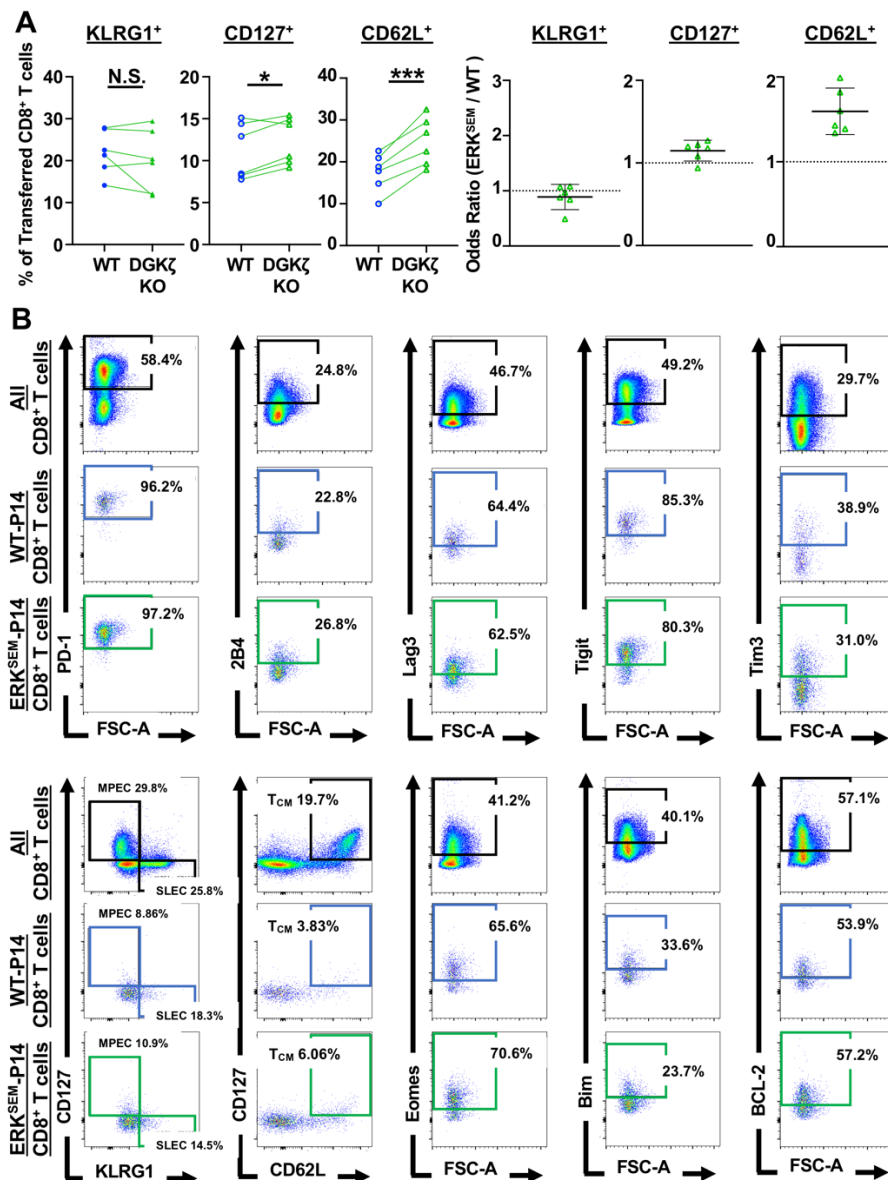 A
KLRG1⁺ CD127⁺ CD62L⁺ KLRG1⁺ CD127⁺ CD62L⁺
% of Transferred CD8⁺ T cells
40 30 20 10 0
N.S.
WT DGKζ KO
20 15 10 5 0
*
WT DGKζ KO
40 30 20 10 0
***
WT DGKζ KO
Odds Ratio (ERK^SEM / WT)
3 2 1 0
2 1 0
2 1 0
B
All CD8⁺ T cells
58.4% 24.8% 46.7% 49.2% 29.7%
WT-P14 CD8⁺ T cells
96.2% 22.8% 64.4% 85.3% 38.9%
ERK^SEM-P14 CD8⁺ T cells
97.2% 26.8% 62.5% 80.3% 31.0%
PD-1 2B4 Lag3 Tigit Tim3
FSC-A FSC-A FSC-A FSC-A FSC-A
All CD8⁺ T cells
MPEC 29.8% T_CM 19.7% 41.2% 40.1% 57.1%
SLEC 25.8%
WT-P14 CD8⁺ T cells
MPEC 8.86% T_CM 3.83% 65.6% 33.6% 53.9%
SLEC 18.3%
ERK^SEM-P14 CD8⁺ T cells
MPEC 10.9% T_CM 6.06% 70.6% 23.7% 57.2%
SLEC 14.5%
CD127 CD127 Eomes Bim BCL-2
KLRG1 CD62L FSC-A FSC-A FSC-A